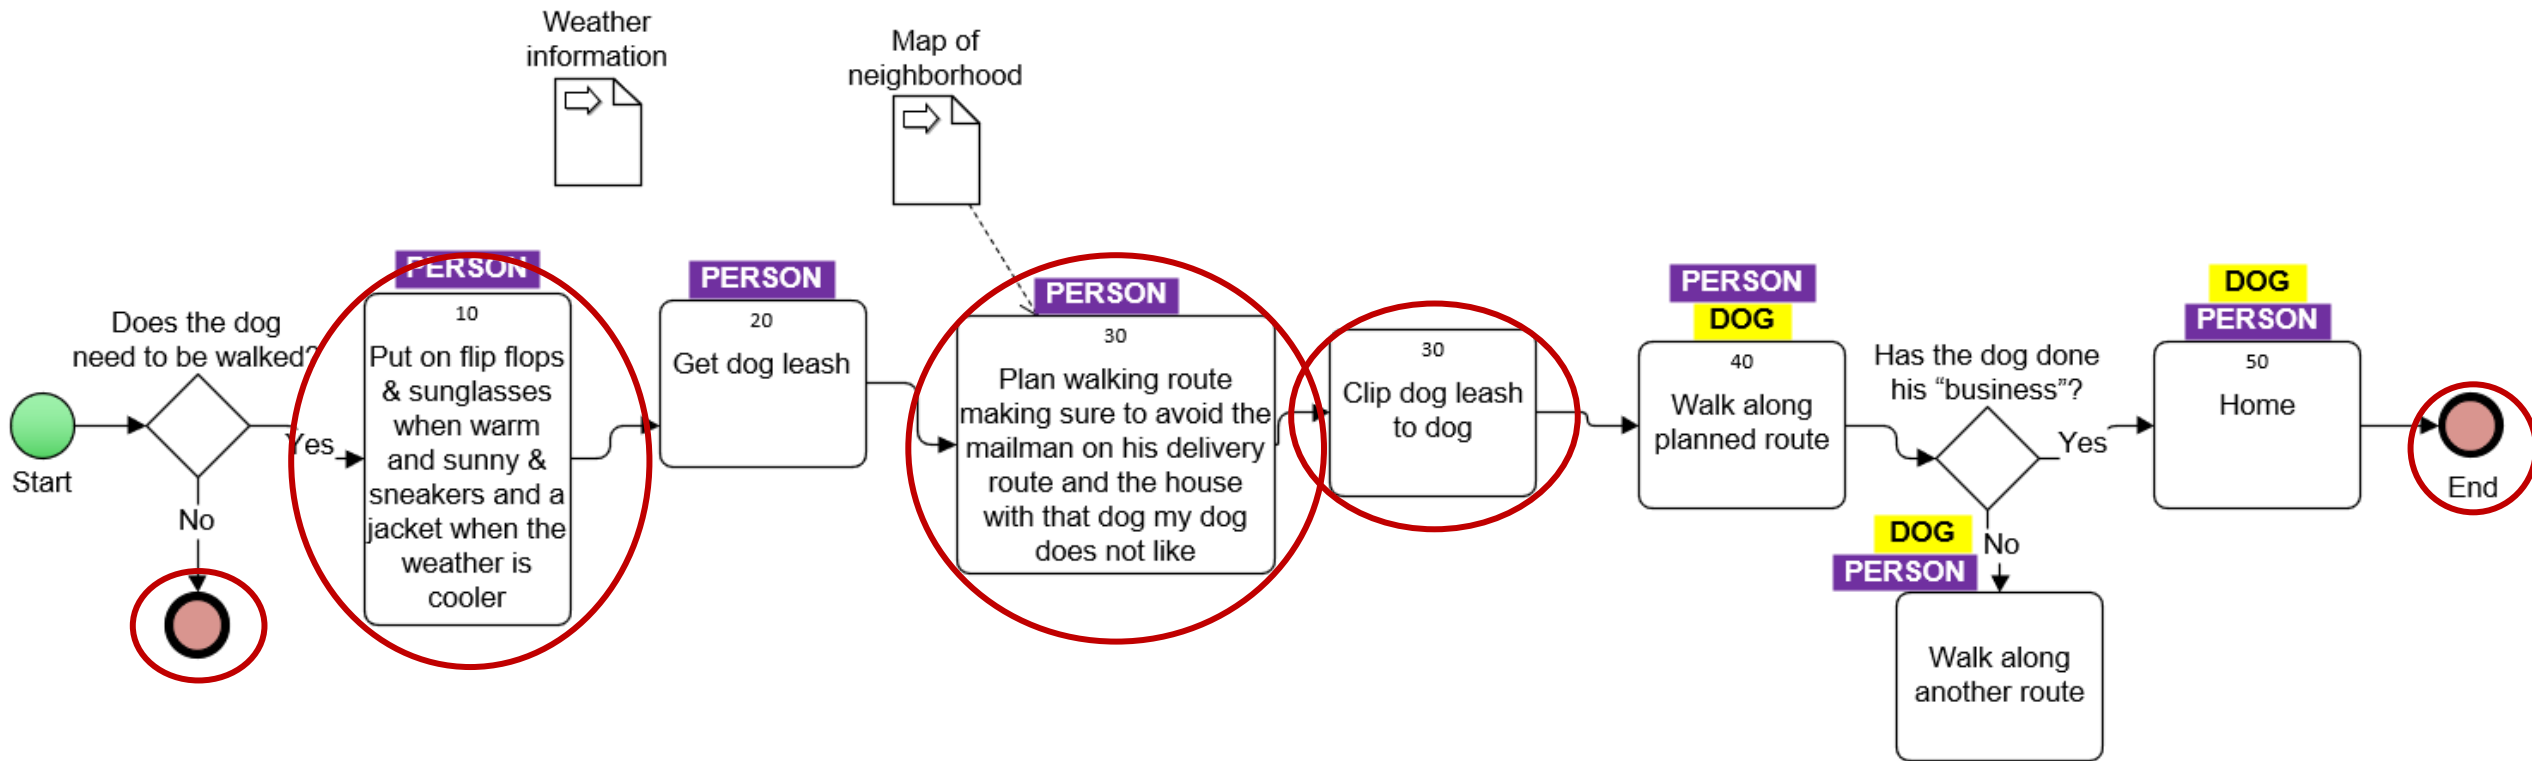 Weather
information
Map of
neighborhood
Start
Does the dog
need to be walked?
Yes
No
PERSON
10
Put on flip flops
& sunglasses
when warm
and sunny &
sneakers and a
jacket when the
weather is
cooler
PERSON
20
Get dog leash
PERSON
30
Plan walking route
making sure to avoid the
mailman on his delivery
route and the house
with that dog my dog
does not like
30
Clip dog leash
to dog
PERSON
DOG
40
Walk along
planned route
Has the dog done
his “business”?
Yes
No
DOG
PERSON
Walk along
another route
DOG
PERSON
50
Home
End